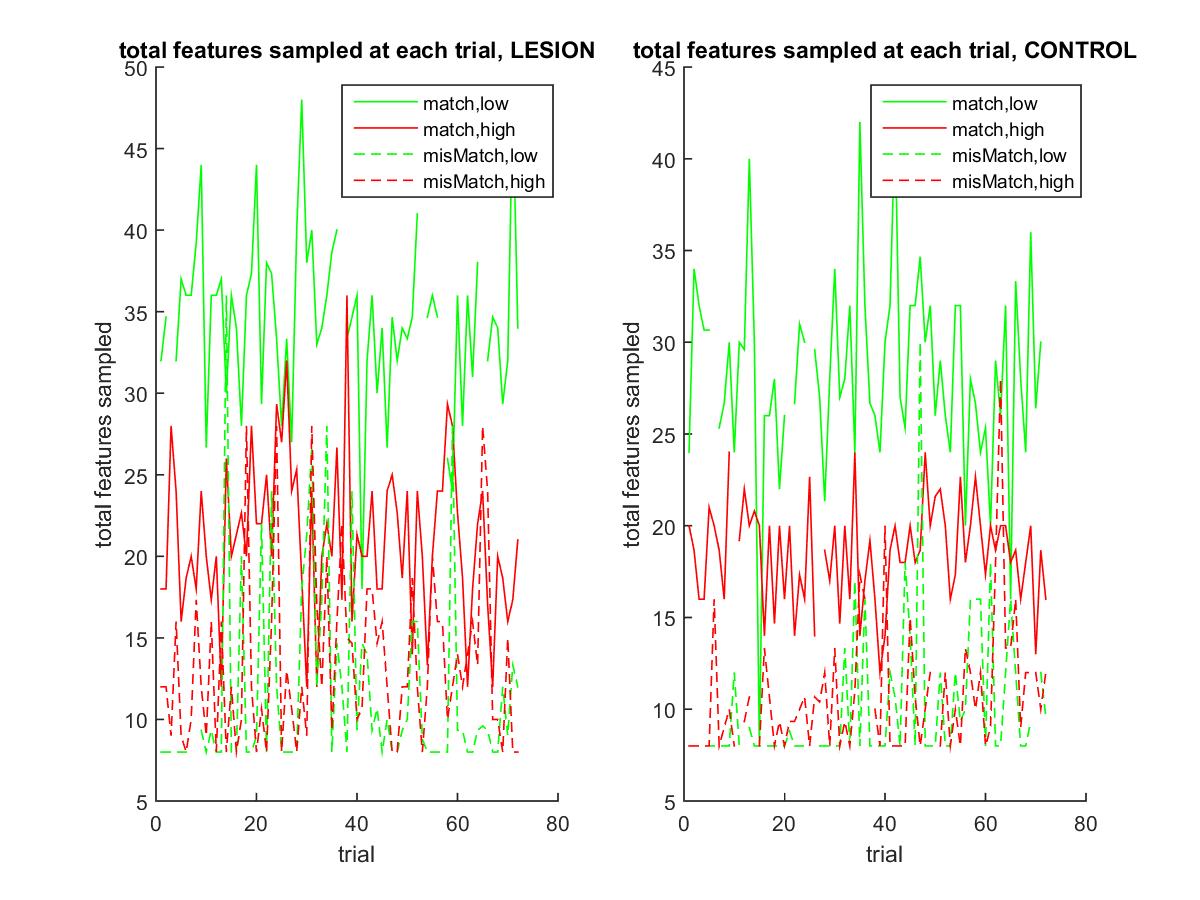 total features sampled at each trial, LESION
50
45
40
35
30
25
20
15
10
5
0
20
40
60
80
total features sampled
trial
match,low
match,high
misMatch,low
misMatch,high
total features sampled at each trial, CONTROL
45
40
35
30
25
20
15
10
5
0
20
40
60
80
total features sampled
trial
match,low
match,high
misMatch,low
misMatch,high